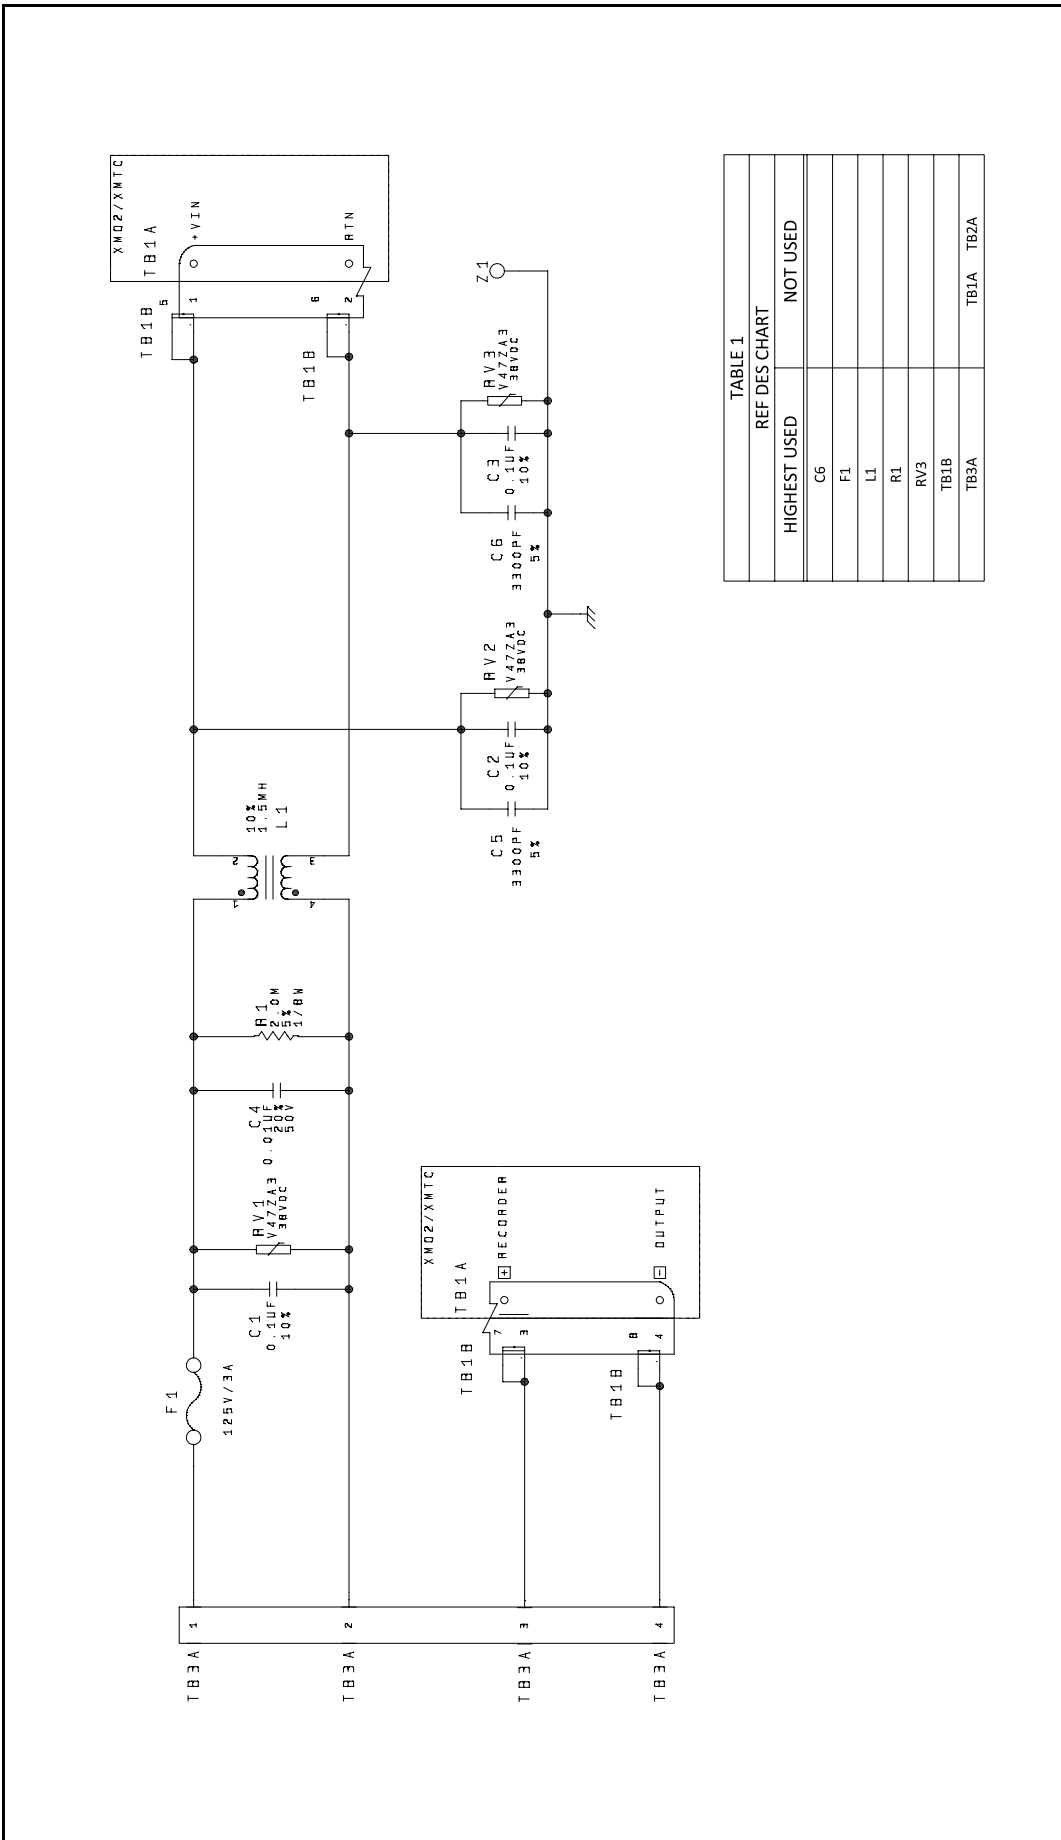 TB3A 1
TB3A 2
TB3A 3
TB3A 4
F1
125V/3A
C1
0.1UF
10%
RV1
V47ZA3
38VDC
C4
0.01UF
20%
50V
R1
2.0M
5%
1/8W
1
2
4
3
10%
1.5MH
L1
C5
3300PF
5%
C2
0.1UF
10%
RV2
V47ZA3
38VDC
C6
3300PF
5%
C3
0.1UF
10%
RV3
V47ZA3
38VDC
Z1
TB1B
5
1
TB1B
6
2
TB1A
XMO2/XMTC
+VIN
RTN
TB1B
7
3
TB1B
8
4
TB1A
XMO2/XMTC
+ RECORDER
- OUTPUT
TABLE 1
REF DES CHART
HIGHEST USED NOT USED
C6
F1
L1
R1
RV3
TB1B
TB3A TB1A TB2A